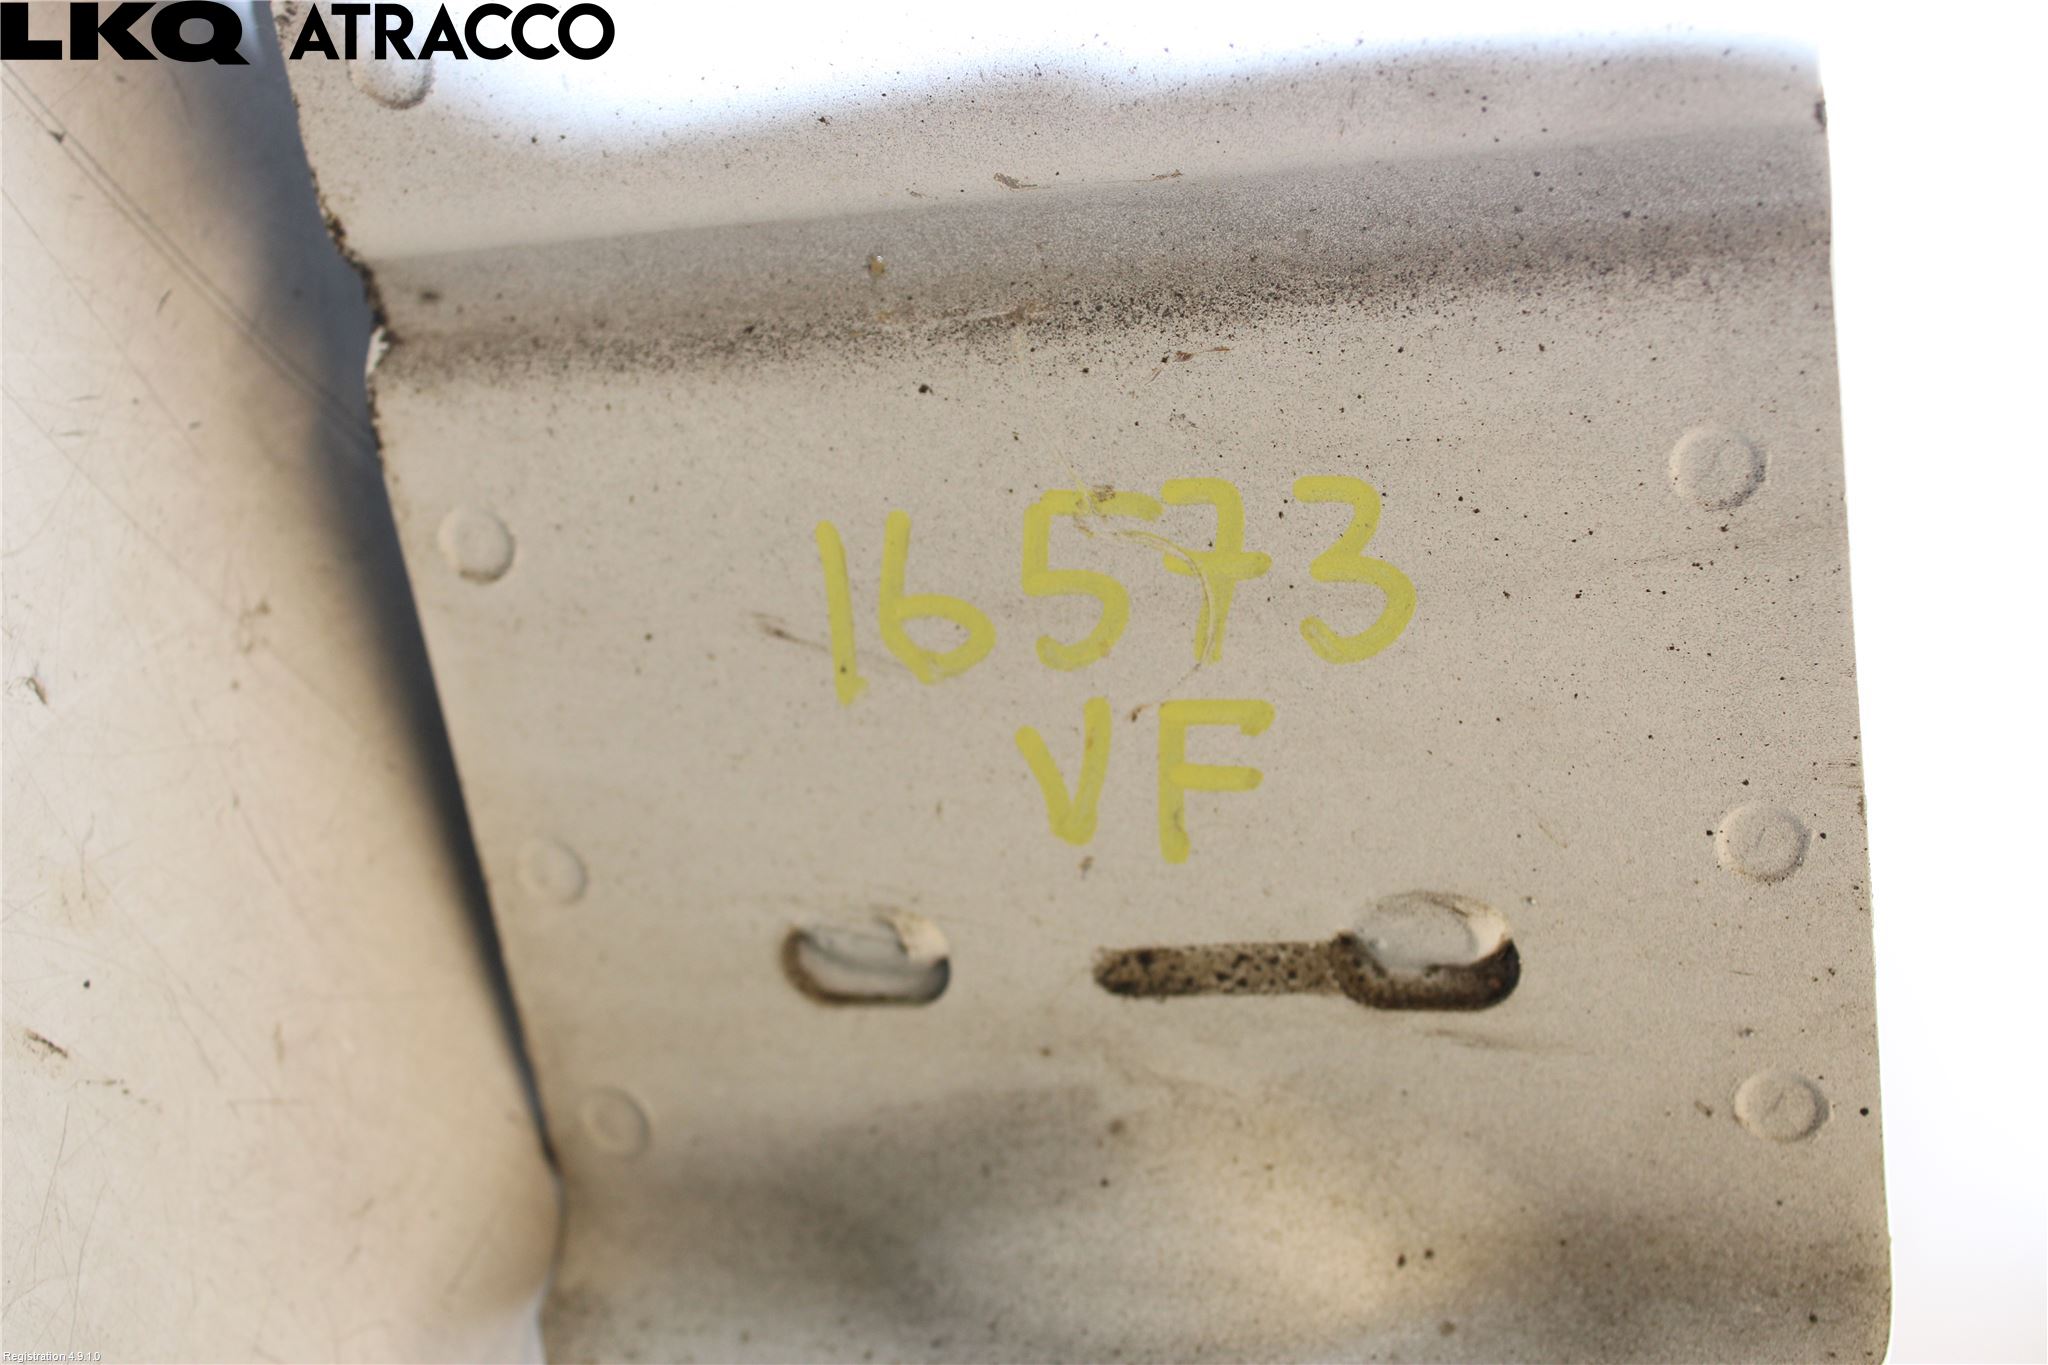 LKQ ATRACCO
16573
VF
Registration 4.9.1.0